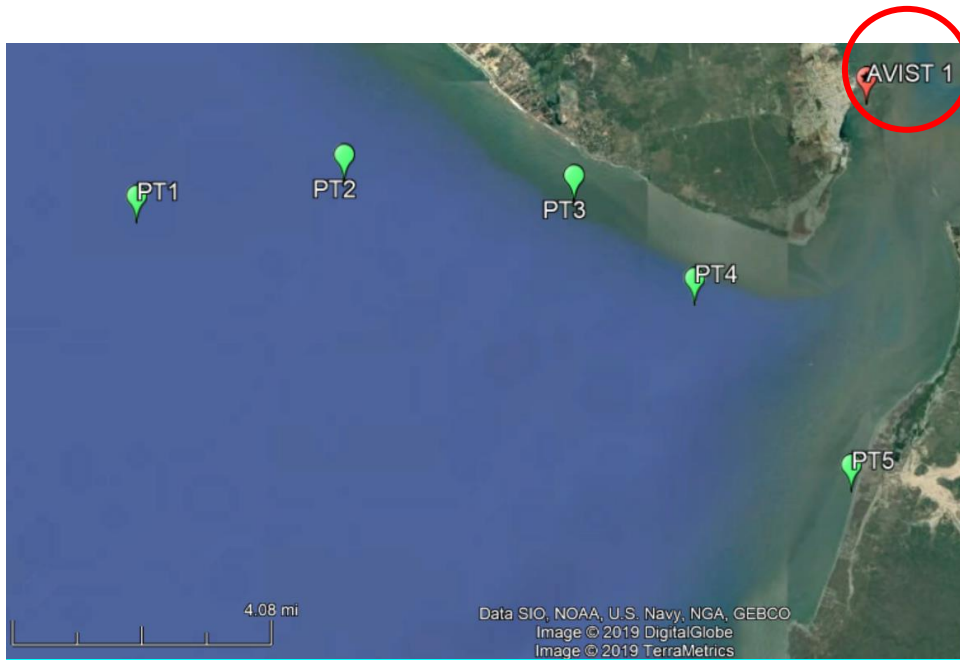 AVIST 1
PT1
PT2
PT3
PT4
PT5
4.08 mi
Data SIO, NOAA, U.S. Navy, NGA, GEBCO
Image © 2019 DigitalGlobe
Image © 2019 TerraMetrics